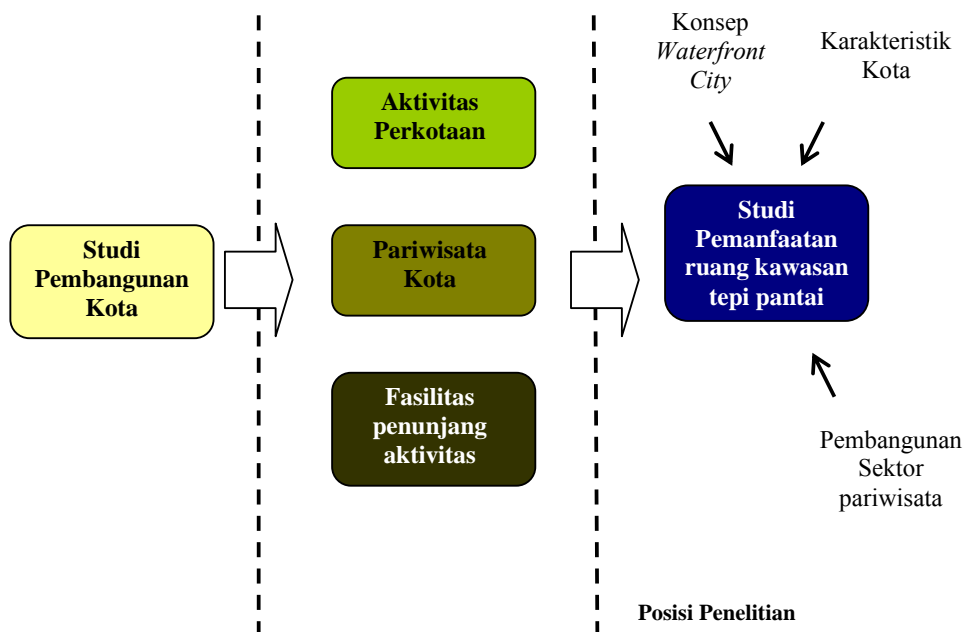 Studi
Pembangunan
Kota
Aktivitas
Perkotaan
Pariwisata
Kota
Fasilitas
penunjang
aktivitas
Konsep
Waterfront
City
Karakteristik
Kota
Studi
Pemanfaatan
ruang kawasan
tepi pantai
Pembangunan
Sektor
pariwisata
Posisi Penelitian